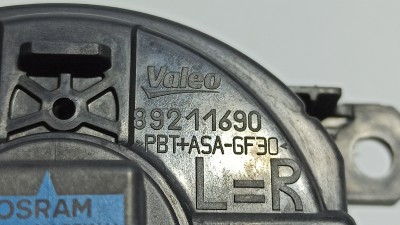 Valeo
89211690
>PBT+ASA-GF30<
L=R
OSRAM